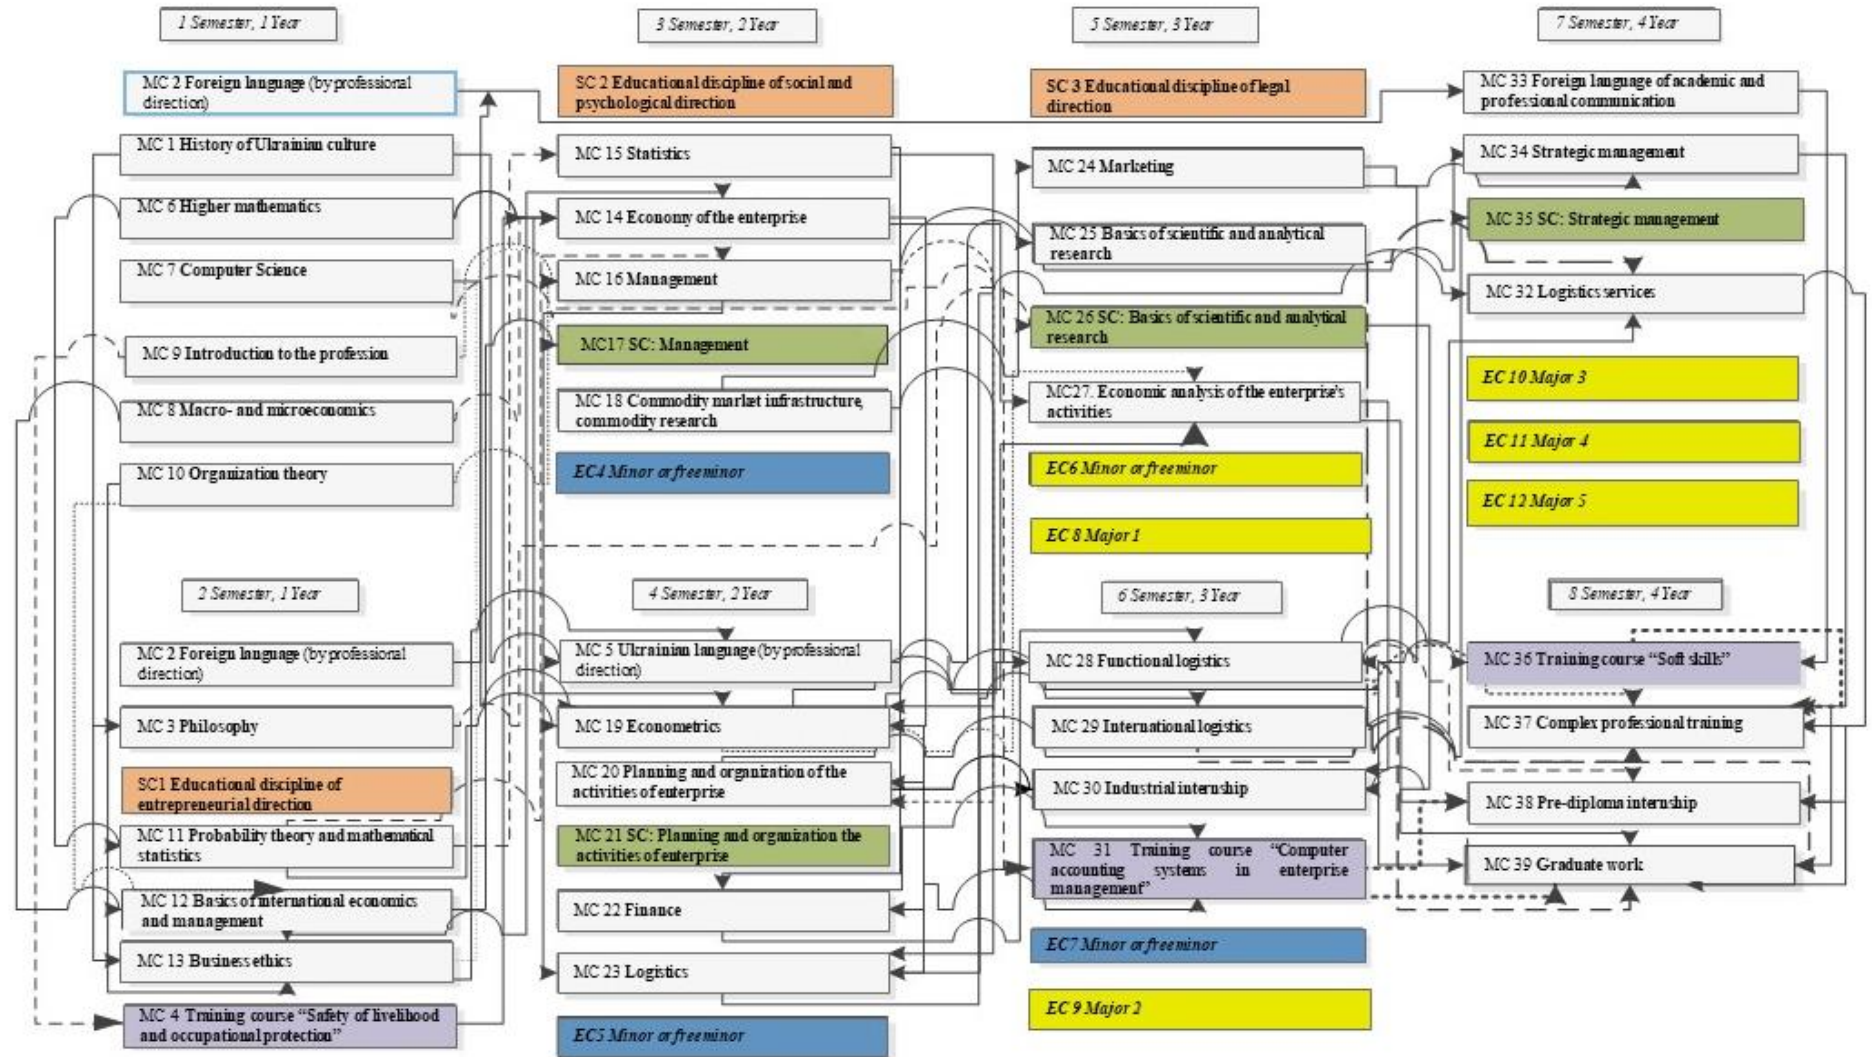 1 Semester, 1 Year
MC 2 Foreign language (by professional
direction)
MC 1 History of Ukrainian culture
MC 6 Higher mathematics
MC 7 Computer Science
MC 9 Introduction to the profession
MC 8 Macro- and microeconomics
MC 10 Organization theory
2 Semester, 1 Year
MC 2 Foreign language (by professional
direction)
MC 3 Philosophy
SC1 Educational discipline of
entrepreneurial direction
MC 11 Probability theory and mathematical
statistics
MC 12 Basics of international economics
and management
MC 13 Business ethics
MC 4 Training course “Safety of livelihood
and occupational protection”
3 Semester, 2 Year
SC 2 Educational discipline of social and
psychological direction
MC 15 Statistics
MC 14 Economy of the enterprise
MC 16 Management
MC17 SC: Management
MC 18 Commodity market infrastructure,
commodity research
EC4 Minor or freeminor
4 Semester, 2 Year
MC 5 Ukrainian language (by professional
direction)
MC 19 Econometrics
MC 20 Planning and organization of the
activities of enterprise
MC 21 SC: Planning and organization the
activities of enterprise
MC 22 Finance
MC 23 Logistics
EC5 Minor or freeminor
5 Semester, 3 Year
SC 3 Educational discipline of legal
direction
MC 24 Marketing
MC 25 Basics of scientific and analytical
research
MC 26 SC: Basics of scientific and analytical
research
MC27. Economic analysis of the enterprise's
activities
EC6 Minor or freeminor
EC 8 Major 1
6 Semester, 3 Year
MC 28 Functional logistics
MC 29 International logistics
MC 30 Industrial internship
MC 31 Training course “Computer
accounting systems in enterprise
management”
EC7 Minor or freeminor
EC 9 Major 2
7 Semester, 4 Year
MC 33 Foreign language of academic and
professional communication
MC 34 Strategic management
MC 35 SC: Strategic management
MC 32 Logistics services
EC 10 Major 3
EC 11 Major 4
EC 12 Major 5
8 Semester, 4 Year
MC 36 Training course “Soft skills”
MC 37 Complex professional training
MC 38 Pre-diploma internship
MC 39 Graduate work